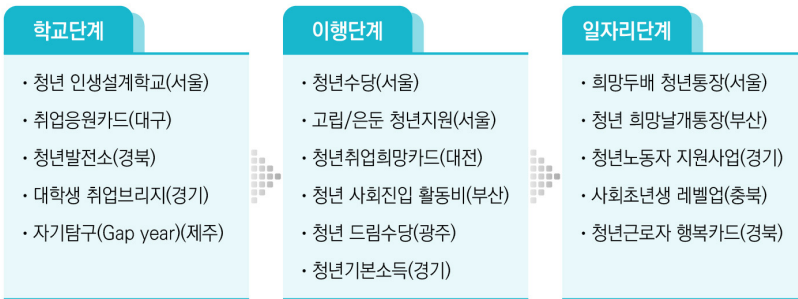 학교단계
· 청년 인생설계학교(서울)
· 취업응원카드(대구)
· 청년발전소(경북)
· 대학생 취업브리지(경기)
· 자기탐구(Gap year)(제주)
이행단계
· 청년수당(서울)
· 고립/은둔 청년지원(서울)
· 청년취업희망카드(대전)
· 청년 사회진입 활동비(부산)
· 청년 드림수당(광주)
· 청년기본소득(경기)
일자리단계
· 희망두배 청년통장(서울)
· 청년 희망날개통장(부산)
· 청년노동자 지원사업(경기)
· 사회초년생 레벨업(충북)
· 청년근로자 행복카드(경북)